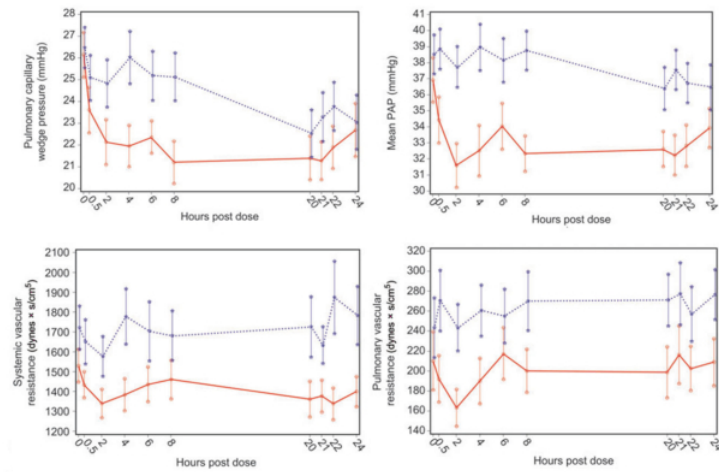 Pulmonary capillary
wedge pressure (mmHg)
28
27
26
25
24
23
22
21
20
0 0.5 2 4 6 8 20 21 22 24
Hours post dose
Mean PAP (mmHg)
41
40
39
38
37
36
35
34
33
32
31
30
0 0.5 2 4 6 8 20 21 22 24
Hours post dose
Systemic vascular
resistance (dynes × s/cm⁵)
2100
2000
1900
1800
1700
1600
1500
1400
1300
1200
0 0.5 2 4 6 8 20 21 22 24
Hours post dose
Pulmonary vascular
resistance (dynes × s/cm⁵)
320
300
280
260
240
220
200
180
160
140
0 0.5 2 4 6 8 20 21 22 24
Hours post dose